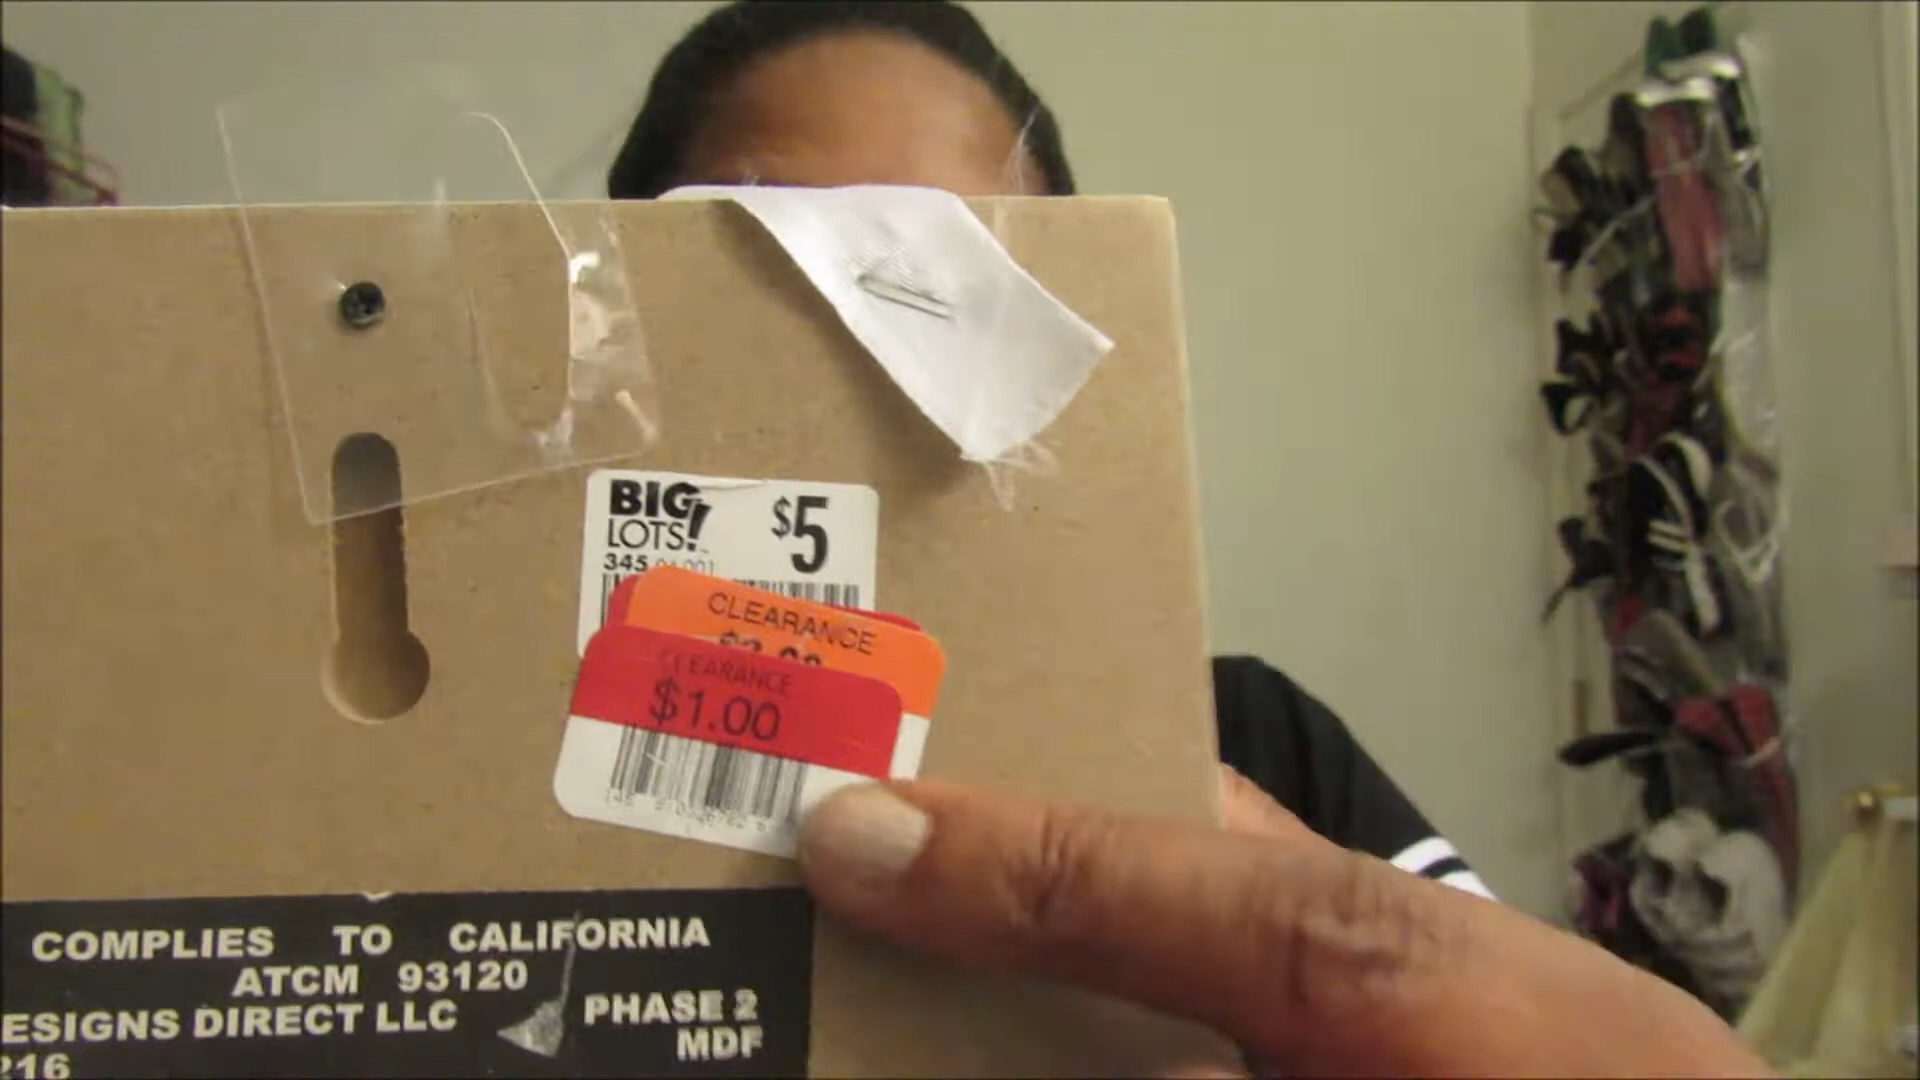 BIG
LOTS!
$5
345
CLEARANCE
CLEARANCE
$1.00
COMPLIES TO CALIFORNIA
ATCM 93120
ESIGNS DIRECT LLC
PHASE 2
MDF
216